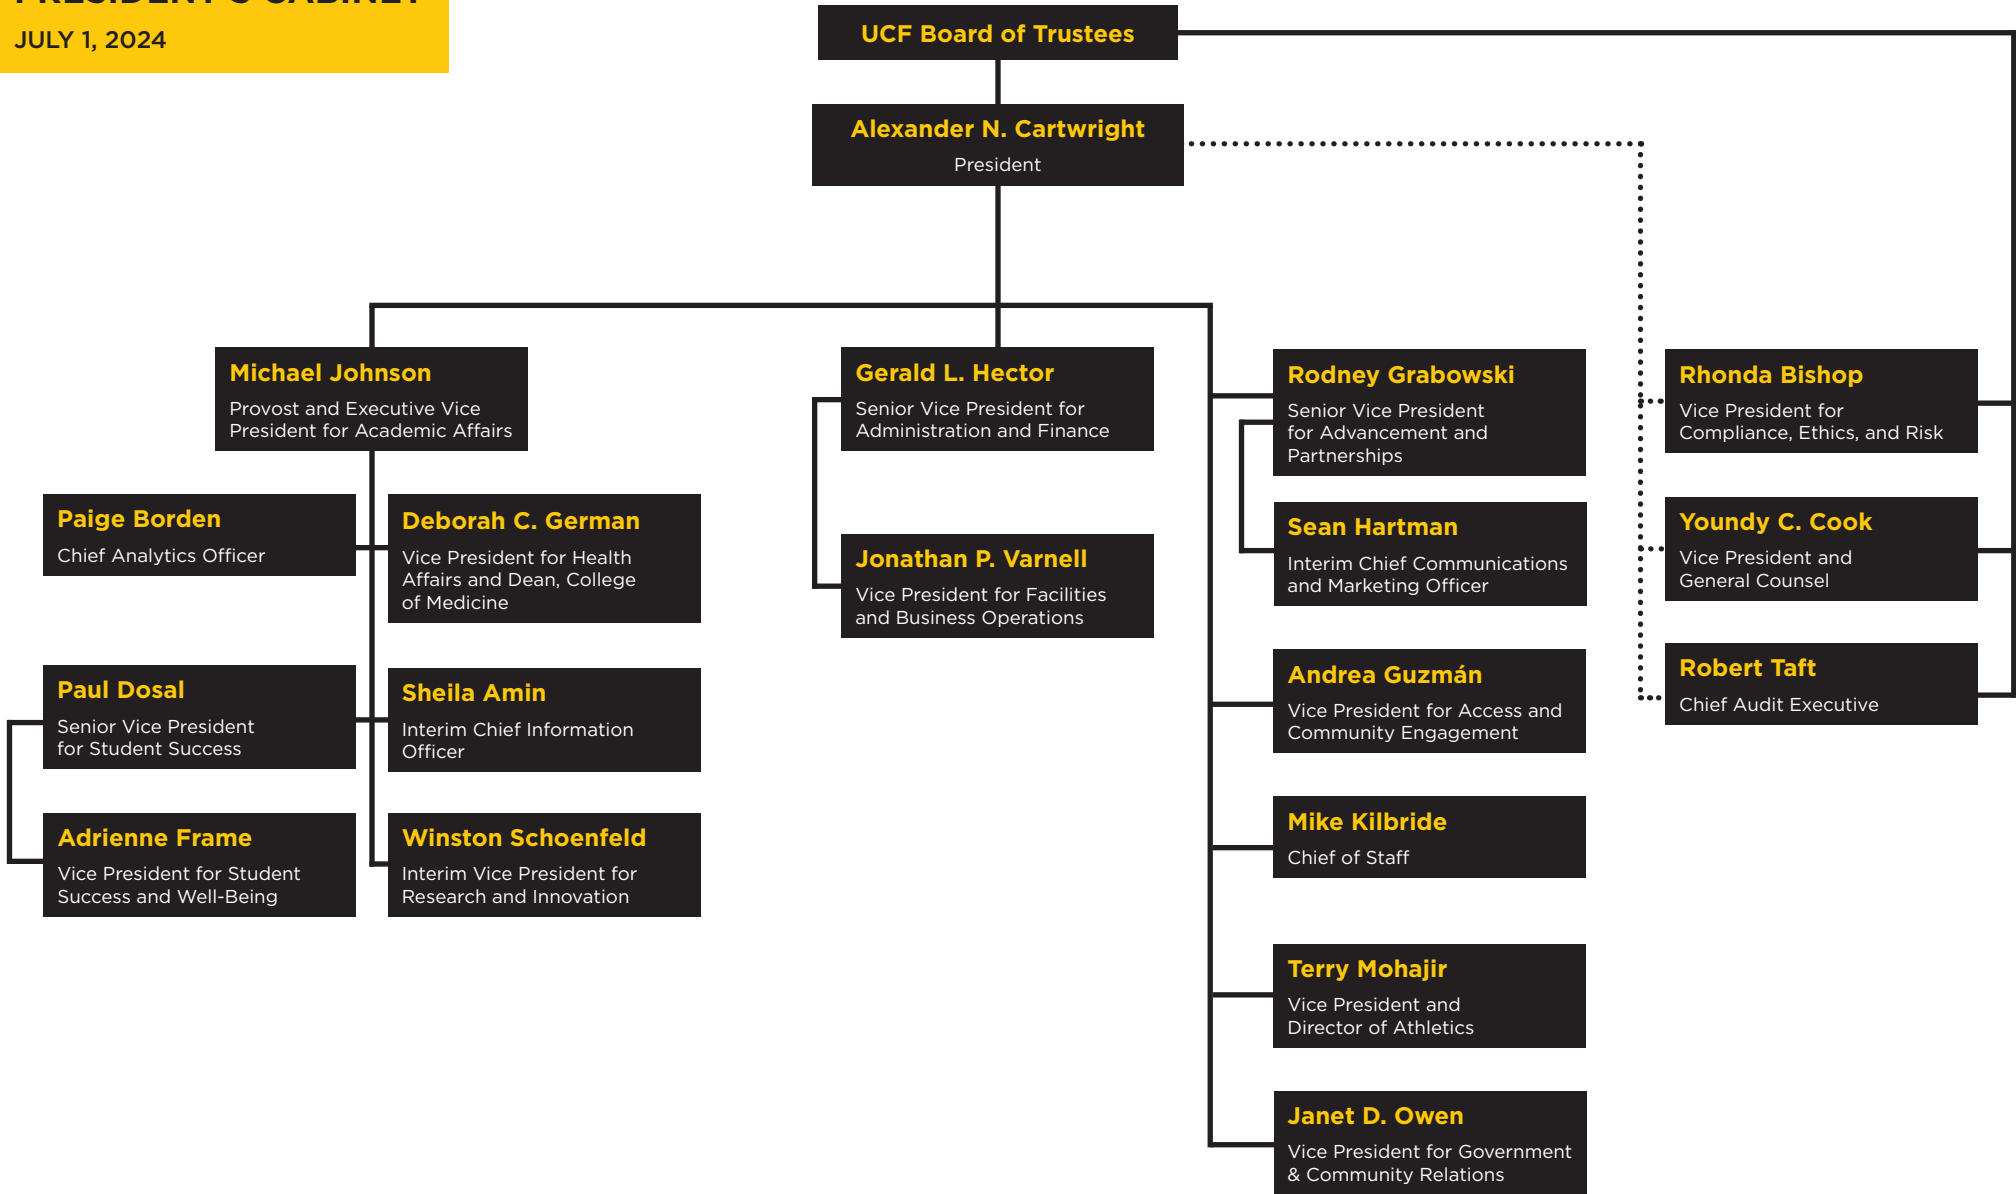 PRESIDENT'S CABINET
JULY 1, 2024
UCF Board of Trustees
Alexander N. Cartwright
President
Michael Johnson
Provost and Executive Vice
President for Academic Affairs
Paige Borden
Chief Analytics Officer
Deborah C. German
Vice President for Health
Affairs and Dean, College
of Medicine
Paul Dosal
Senior Vice President
for Student Success
Sheila Amin
Interim Chief Information
Officer
Adrienne Frame
Vice President for Student
Success and Well-Being
Winston Schoenfeld
Interim Vice President for
Research and Innovation
Gerald L. Hector
Senior Vice President for
Administration and Finance
Jonathan P. Varnell
Vice President for Facilities
and Business Operations
Rodney Grabowski
Senior Vice President
for Advancement and
Partnerships
Sean Hartman
Interim Chief Communications
and Marketing Officer
Andrea Guzmán
Vice President for Access and
Community Engagement
Mike Kilbride
Chief of Staff
Terry Mohajir
Vice President and
Director of Athletics
Janet D. Owen
Vice President for Government
& Community Relations
Rhonda Bishop
Vice President for
Compliance, Ethics, and Risk
Youndy C. Cook
Vice President and
General Counsel
Robert Taft
Chief Audit Executive